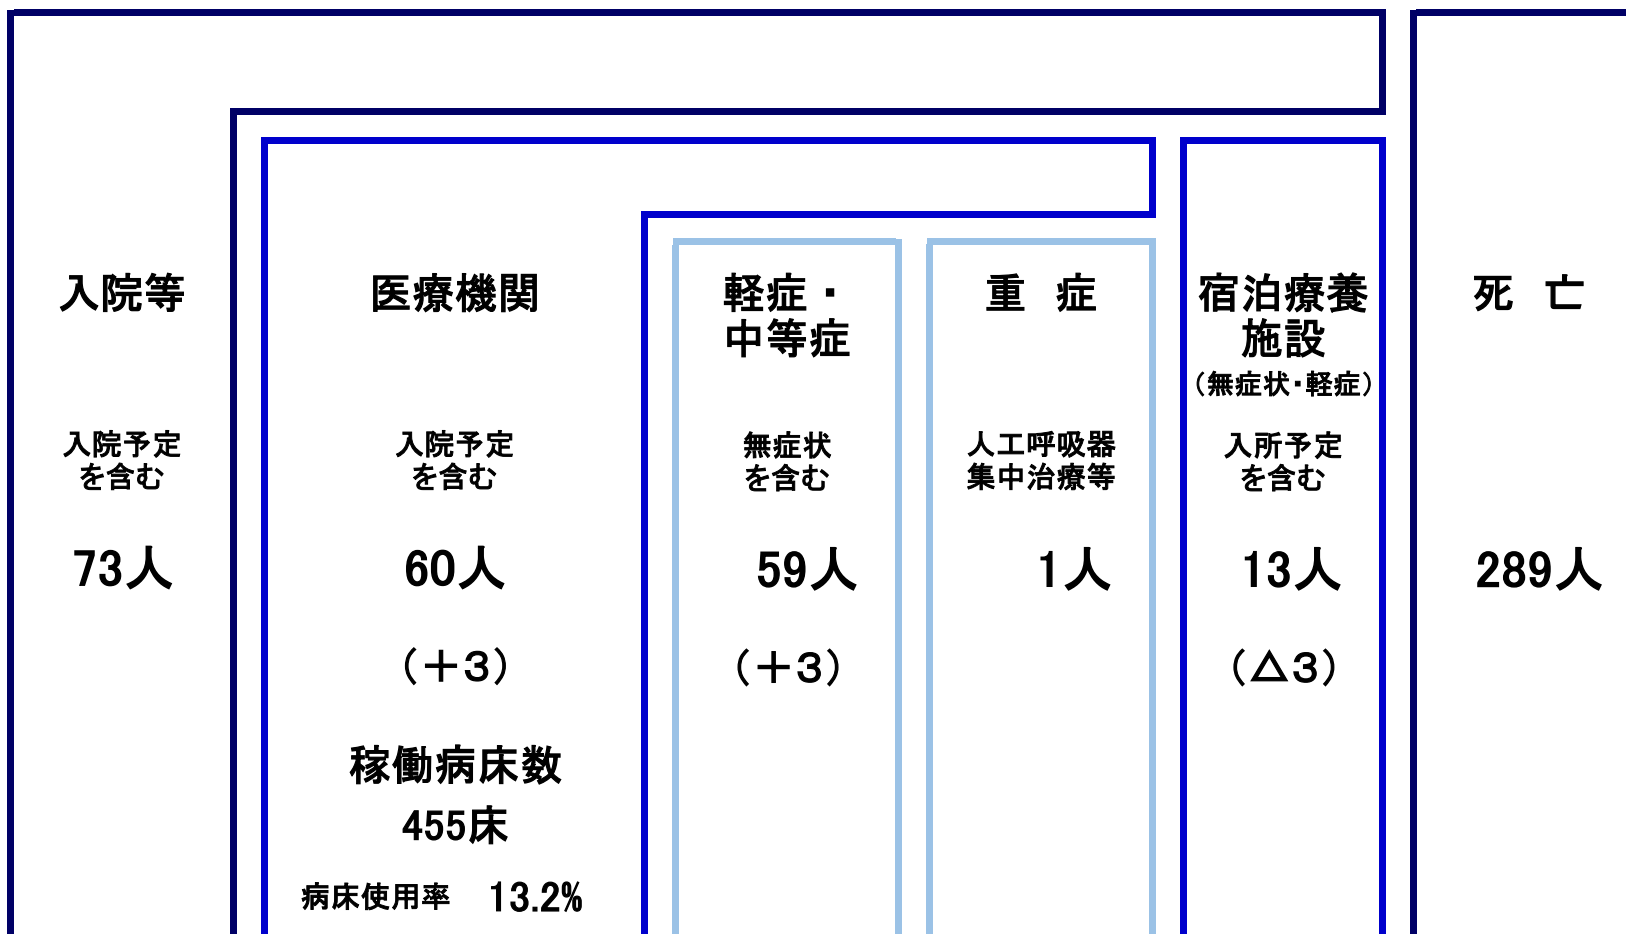 入院等
入院予定
を含む
73人
医療機関
入院予定
を含む
60人
（＋3）
稼働病床数
455床
病床使用率　13.2%
軽症・
中等症
無症状
を含む
59人
（＋3）
重　症
人工呼吸器
集中治療等
1人
宿泊療養
施設
（無症状・軽症）
入所予定
を含む
13人
（△3）
死　亡
289人